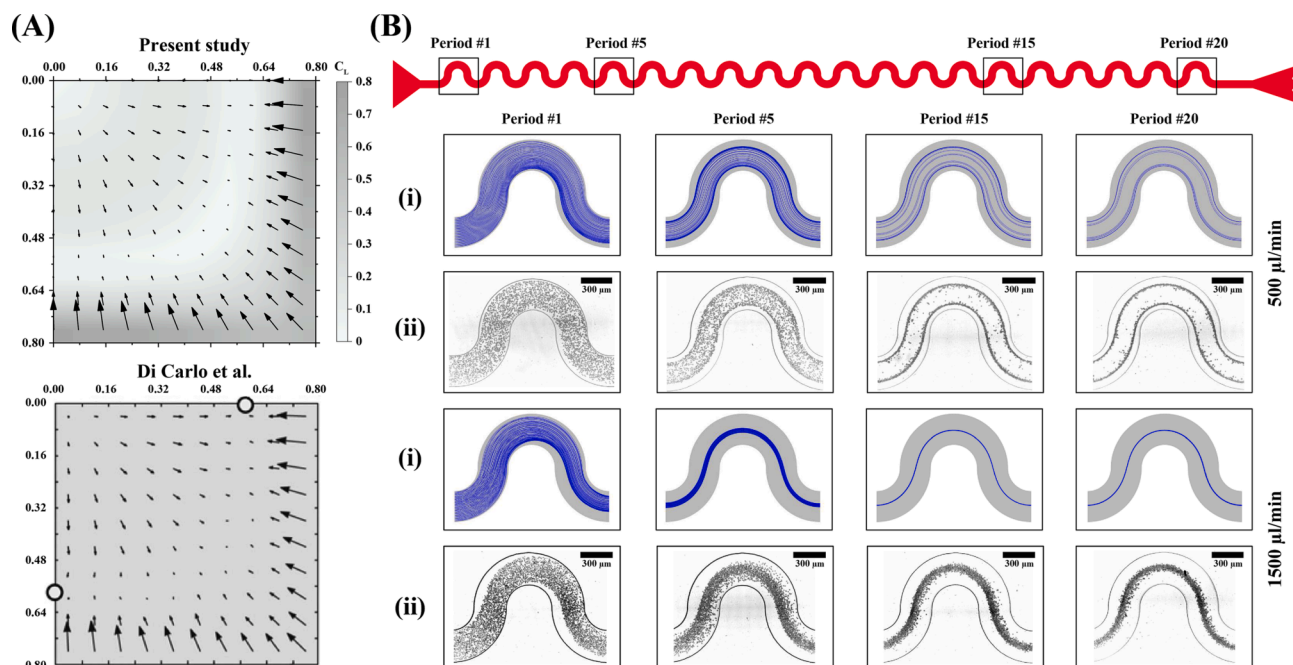 (A)
Present study
0.00 0.16 0.32 0.48 0.64 0.80
C_L
0.00
0.16
0.32
0.48
0.64
0.80
0.8
0.7
0.6
0.5
0.4
0.3
0.2
0.1
0
Di Carlo et al.
0.00 0.16 0.32 0.48 0.64 0.80
0.00
0.16
0.32
0.48
0.64
0.80
(B)
Period #1 Period #5 Period #15 Period #20
Period #1 Period #5 Period #15 Period #20
(i)
(ii)
300 µm 300 µm 300 µm 300 µm
500 µl/min
(i)
(ii)
300 µm 300 µm 300 µm 300 µm
1500 µl/min